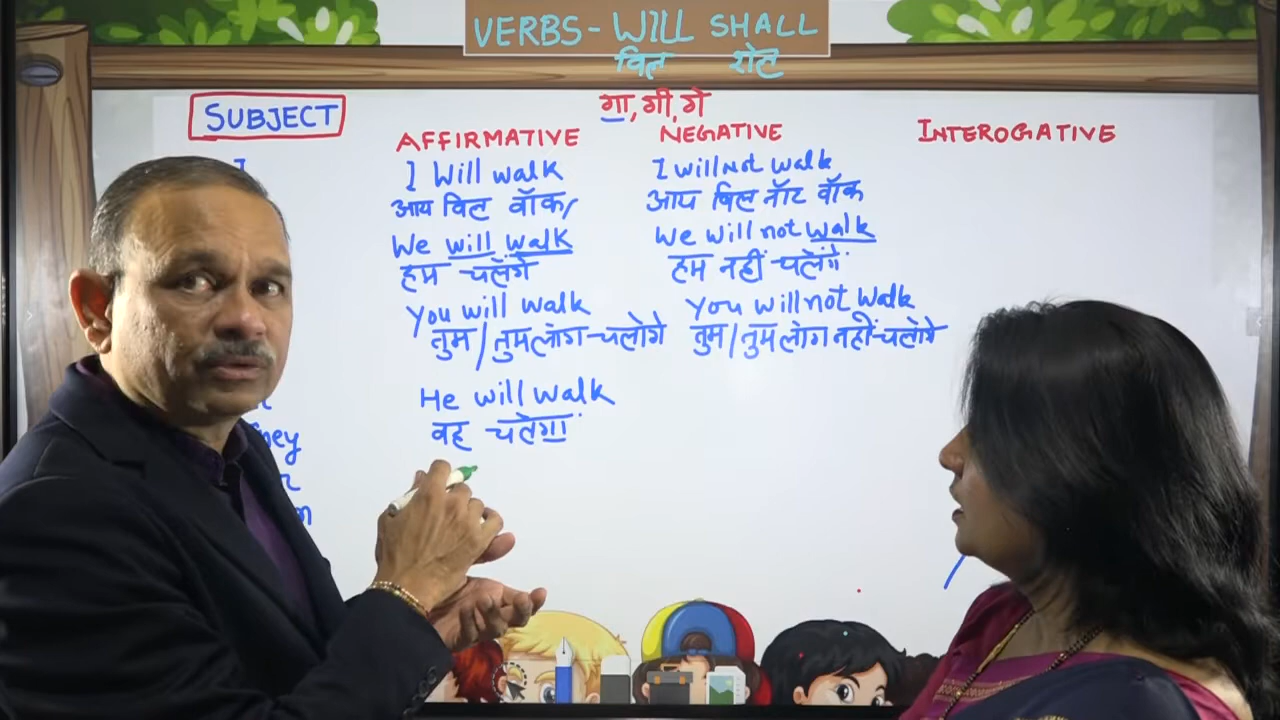 VERBS - WILL SHALL
विल शेल
गा, गी, गे
SUBJECT
AFFIRMATIVE NEGATIVE INTEROGATIVE
I
I Will walk
I will Not walk
आय विल वॉक/
आय विल नॉट वॉक
We will walk
We will not walk
हम चलेंगे
हम नहीं चलेंगे
You will walk
You will not walk
तुम/तुम लोग चलोगे
तुम/तुम लोग नहीं चलोगे
He will walk
वह चलेगा